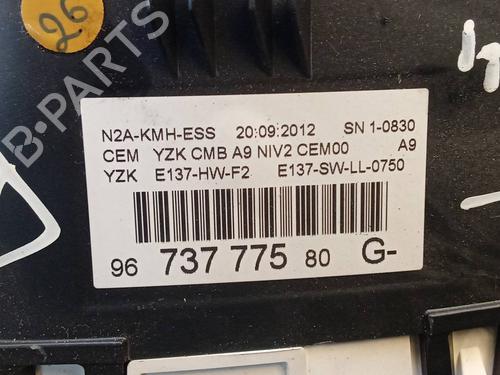 26
B-PARTS
N2A-KMH-ESS 20:09:2012 SN 1-0830
CEM YZK CMB A9 NIV2 CEM00 A9
YZK E137-HW-F2 E137-SW-LL-0750
96 737 775 80 G-